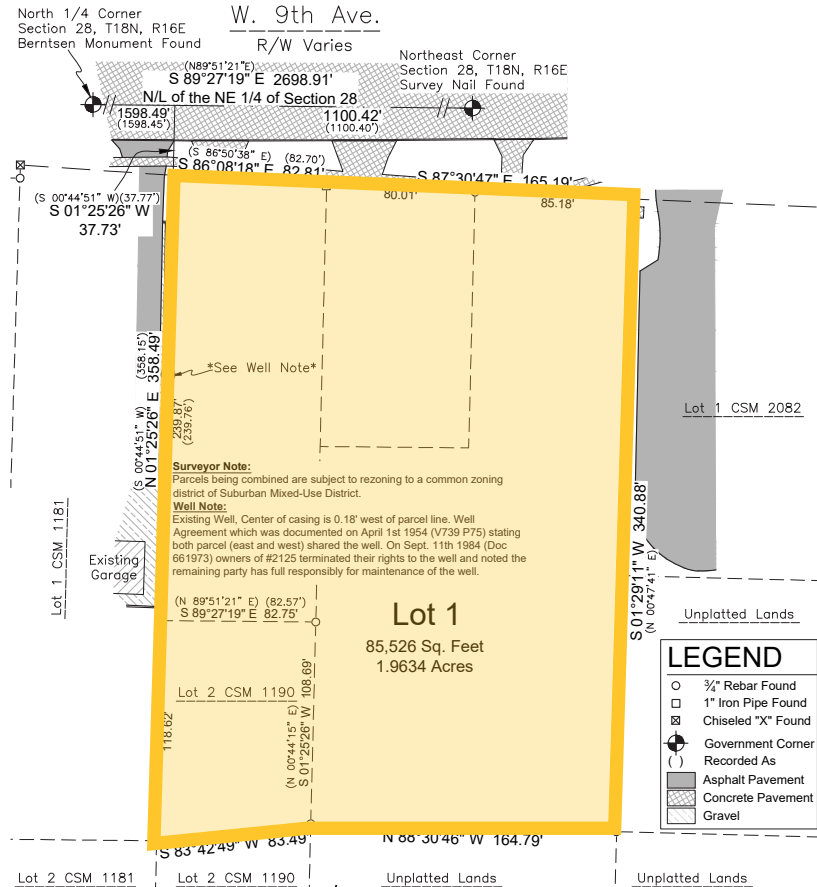 North 1/4 Corner
Section 28, T18N, R16E
Berntsen Monument Found
W. 9th Ave.
R/W Varies
Northeast Corner
Section 28, T18N, R16E
Survey Nail Found
(N89°51'21"E)
S 89°27'19" E 2698.91'
N/L of the NE 1/4 of Section 28
1598.49'
(1598.45')
1100.42'
(1100.40')
(S 86°50'38" E) (82.70')
S 86°08'18" E 82.81'
S 87°30'47" E 165.19'
80.01'
85.18'
(S 00°44'51" W)(37.77')
S 01°25'26" W
37.73'
(358.15')
(S 00°44'51" W)
N 01°25'26" E 358.49'
*See Well Note*
239.87'
(239.76')
Lot 1 CSM 2082
Surveyor Note:
Parcels being combined are subject to rezoning to a common zoning
district of Suburban Mixed-Use District.
Well Note:
Existing Well, Center of casing is 0.18' west of parcel line. Well
Agreement which was documented on April 1st 1954 (V739 P75) stating
both parcel (east and west) shared the well. On Sept. 11th 1984 (Doc
661973) owners of #2125 terminated their rights to the well and noted the
remaining party has full responsibly for maintenance of the well.
Lot 1 CSM 1181
Existing
Garage
S 01°29'11" W 340.88'
(N 00°47'41" E)
(N 89°51'21" E) (82.57')
S 89°27'19" E 82.75'
Lot 1
85,526 Sq. Feet
1.9634 Acres
Unplatted Lands
Lot 2 CSM 1190
118.62'
(N 00°44'15" E)
S 01°25'26" W 108.69'
LEGEND
¾" Rebar Found
1" Iron Pipe Found
Chiseled "X" Found
Government Corner
( ) Recorded As
Asphalt Pavement
Concrete Pavement
Gravel
S 83°42'49" W 83.49'
N 88°30'46" W 164.79'
Lot 2 CSM 1181
Lot 2 CSM 1190
Unplatted Lands
Unplatted Lands